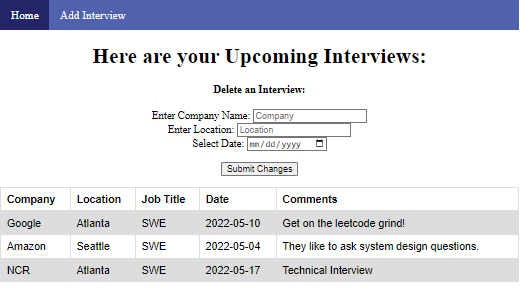 Home Add Interview
Here are your Upcoming Interviews:
Delete an Interview:
Enter Company Name: Company
Enter Location: Location
Select Date: mm/dd/yyyy
Submit Changes
Company Location Job Title Date Comments
Google Atlanta SWE 2022-05-10 Get on the leetcode grind!
Amazon Seattle SWE 2022-05-04 They like to ask system design questions.
NCR Atlanta SWE 2022-05-17 Technical Interview